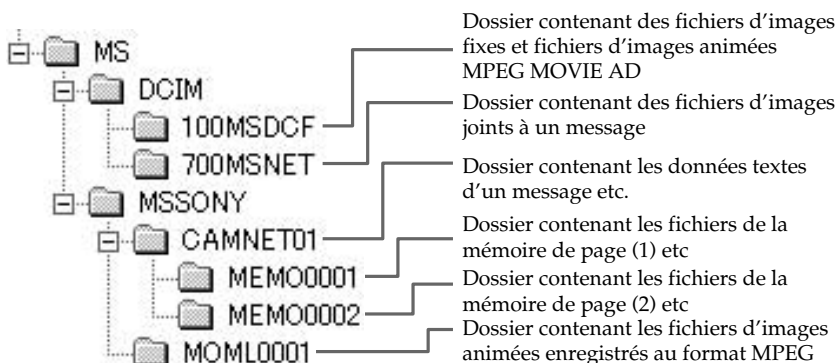 MS
DCIM
100MSDCF
700MSNET
MSSONY
CAMNET01
MEMO0001
MEMO0002
MOML0001
Dossier contenant des fichiers d'images
fixes et fichiers d'images animées
MPEG MOVIE AD
Dossier contenant des fichiers d'images
joints à un message
Dossier contenant les données textes
d'un message etc.
Dossier contenant les fichiers de la
mémoire de page (1) etc
Dossier contenant les fichiers de la
mémoire de page (2) etc
Dossier contenant les fichiers d'images
animées enregistrés au format MPEG